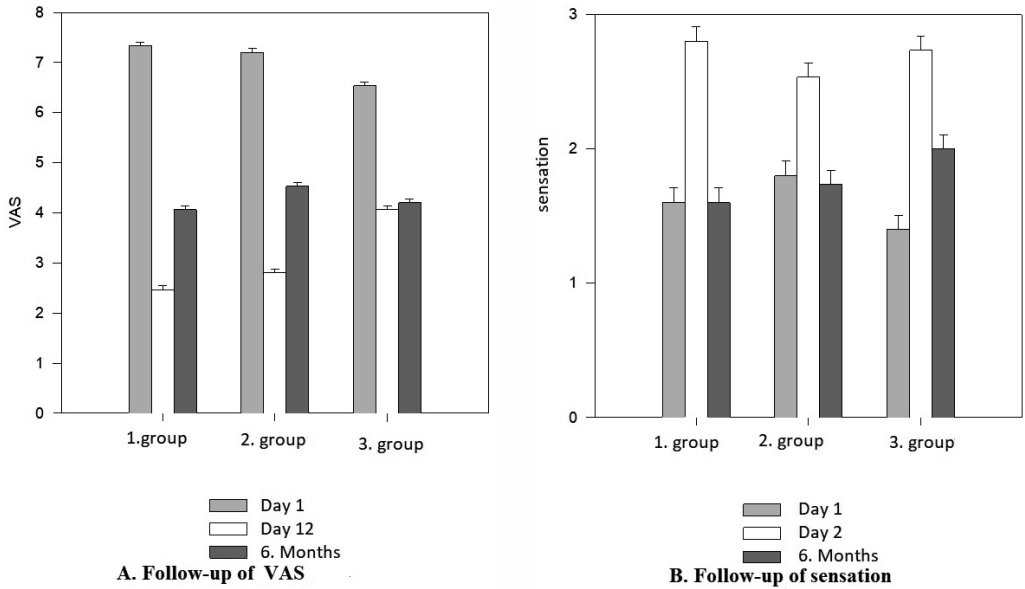 8
7
6
5
4
3
2
1
0
VAS
1.group
2. group
3. group
Day 1
Day 12
6. Months
A. Follow-up of VAS
3
2
1
0
sensation
1. group
2. group
3. group
Day 1
Day 2
6. Months
B. Follow-up of sensation